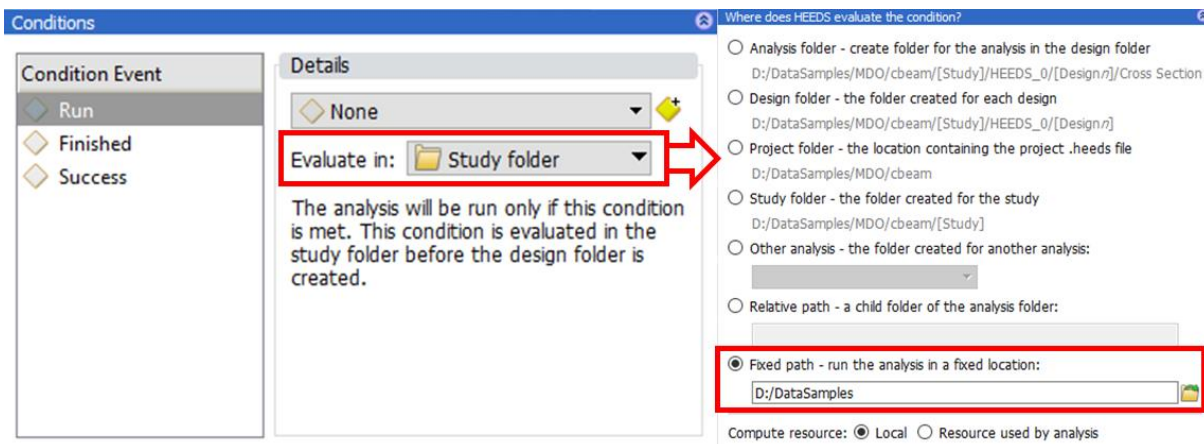 Conditions
Condition Event
Run
Finished
Success
Details
None
Evaluate in: Study folder
The analysis will be run only if this condition
is met. This condition is evaluated in the
study folder before the design folder is
created.
Where does HEEDS evaluate the condition?
Analysis folder - create folder for the analysis in the design folder
D:/DataSamples/MDO/cbeam/[Study]/HEEDS_0/[Designn]/Cross Section
Design folder - the folder created for each design
D:/DataSamples/MDO/cbeam/[Study]/HEEDS_0/[Designn]
Project folder - the location containing the project .heeds file
D:/DataSamples/MDO/cbeam
Study folder - the folder created for the study
D:/DataSamples/MDO/cbeam/[Study]
Other analysis - the folder created for another analysis:
Relative path - a child folder of the analysis folder:
Fixed path - run the analysis in a fixed location:
D:/DataSamples
Compute resource: Local Resource used by analysis